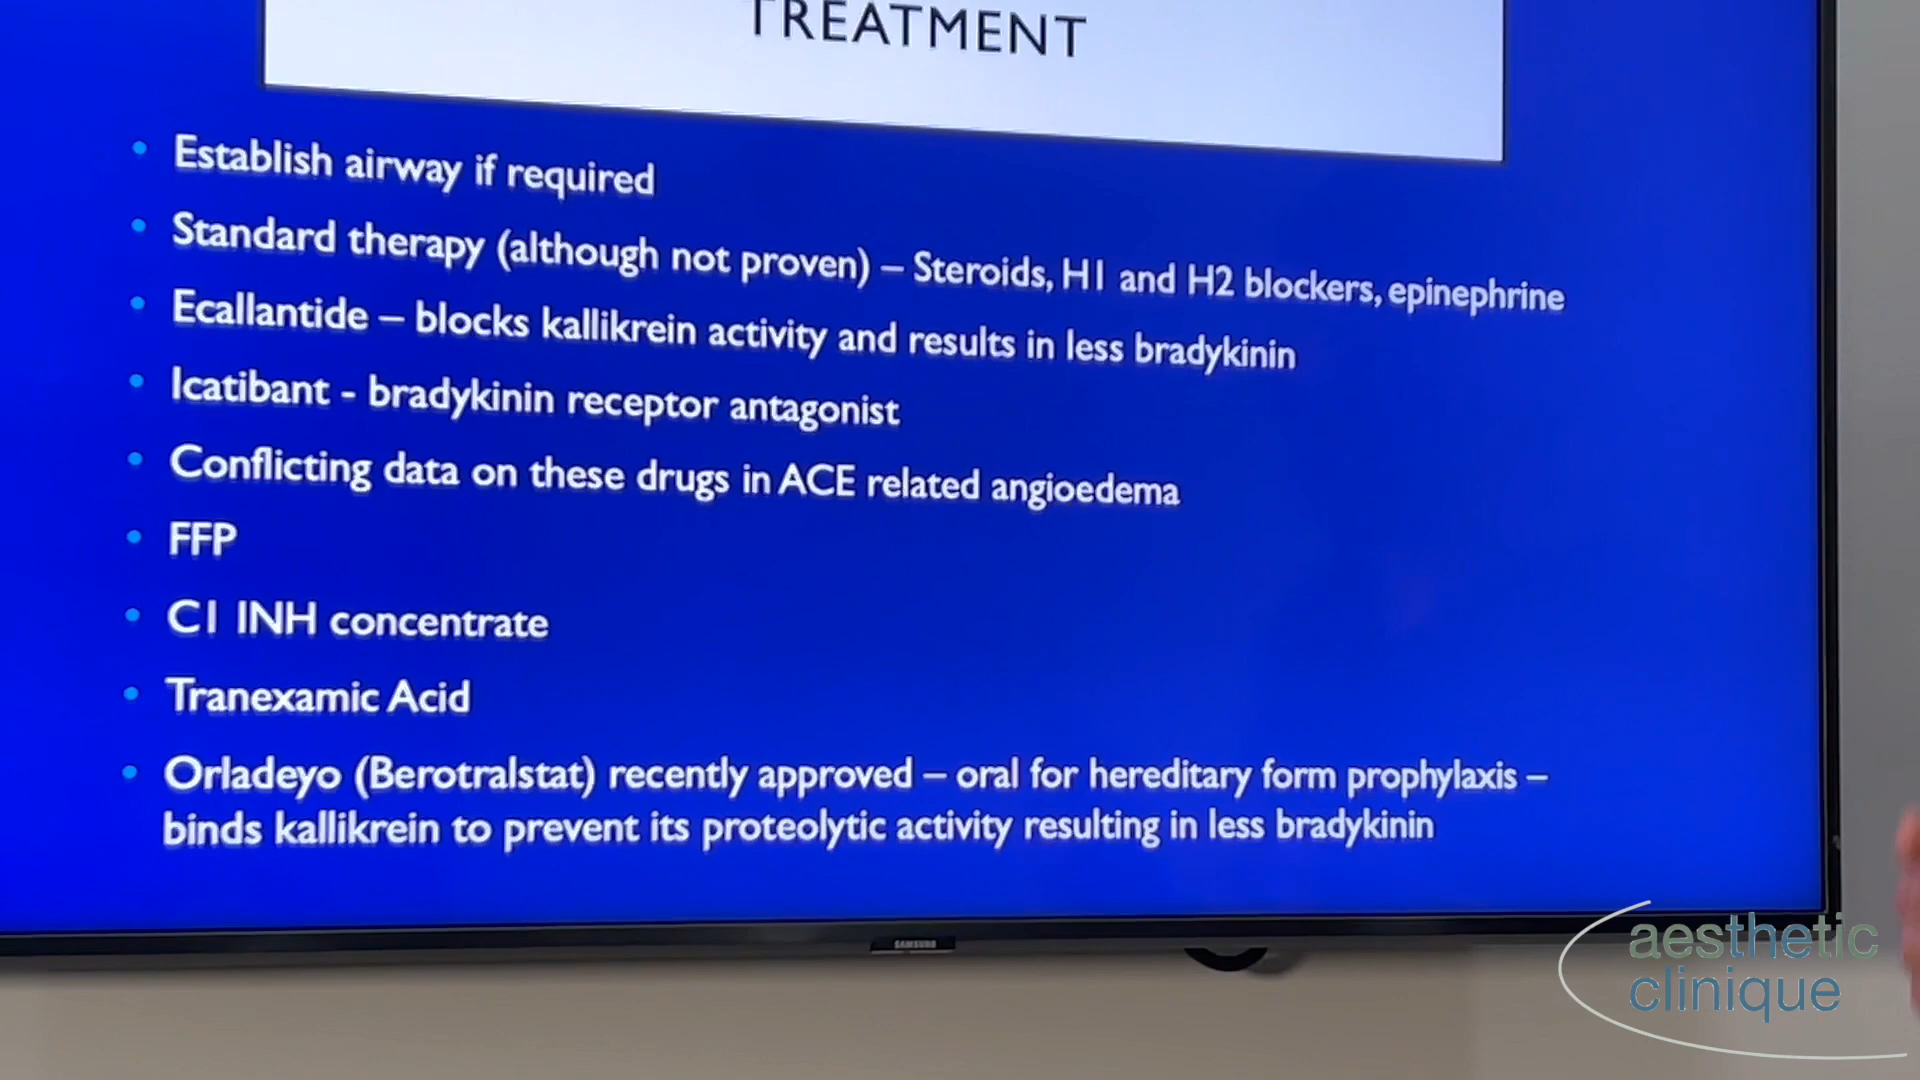 TREATMENT
• Establish airway if required
• Standard therapy (although not proven) – Steroids, H1 and H2 blockers, epinephrine
• Ecallantide – blocks kallikrein activity and results in less bradykinin
• Icatibant - bradykinin receptor antagonist
• Conflicting data on these drugs in ACE related angioedema
• FFP
• C1 INH concentrate
• Tranexamic Acid
• Orladeyo (Berotralstat) recently approved – oral for hereditary form prophylaxis –
binds kallikrein to prevent its proteolytic activity resulting in less bradykinin
SAMSUNG
aesthetic
clinique